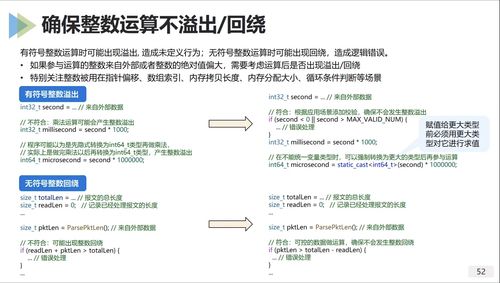 确保整数运算不溢出/回绕
有符号整数运算时可能出现溢出, 造成未定义行为；无符号整数运算时可能出现回绕，造成逻辑错误。
• 如果参与运算的整数来自外部或者整数的绝对值偏大，需要考虑运算后是否出现溢出/回绕
• 特别关注整数被用在指针偏移、数组索引、内存拷贝长度、内存分配大小、循环条件判断等场景
有符号整数溢出
int32_t second = ... // 来自外部数据
// 不符合：乘法运算可能会产生整数溢出
int32_t millisecond = second * 1000;
// 程序可能以为是先隐式转换为int64_t类型再做乘法，
// 实际上是做完乘法以后再转换为int64_t类型，产生整数溢出
int64_t microsecond = second * 1000000;
int32_t second = ... // 来自外部数据
// 符合：根据应用场景添加校验，确保不会发生整数溢出
if (second < 0 || second > MAX_VALID_NUM) {
... // 错误处理
}
int32_t millisecond = second * 1000;
// 在不能统一变量类型时，可以强制转换为更大的类型后再参与运算
int64_t microsecond = static_cast<int64_t>(second) * 1000000;
赋值给更大类型
前必须用更大类
型对它进行求值
无符号整数回绕
size_t totalLen = ... // 报文的总长度
size_t readLen = 0; // 记录已经处理报文的长度
...
size_t pktLen = ParsePktLen(); // 来自外部数据
// 不符合：可能出现整数回绕
if (readLen + pktLen > totalLen) {
... // 错误处理
}
size_t totalLen = ... // 报文的总长度
size_t readLen = 0; // 记录已经处理报文的长度
...
size_t pktLen = ParsePktLen(); // 来自外部数据
// 符合：可控的数据做运算，确保不会发生整数回绕
if (pktLen > totalLen - readLen) {
... // 错误处理
}
52